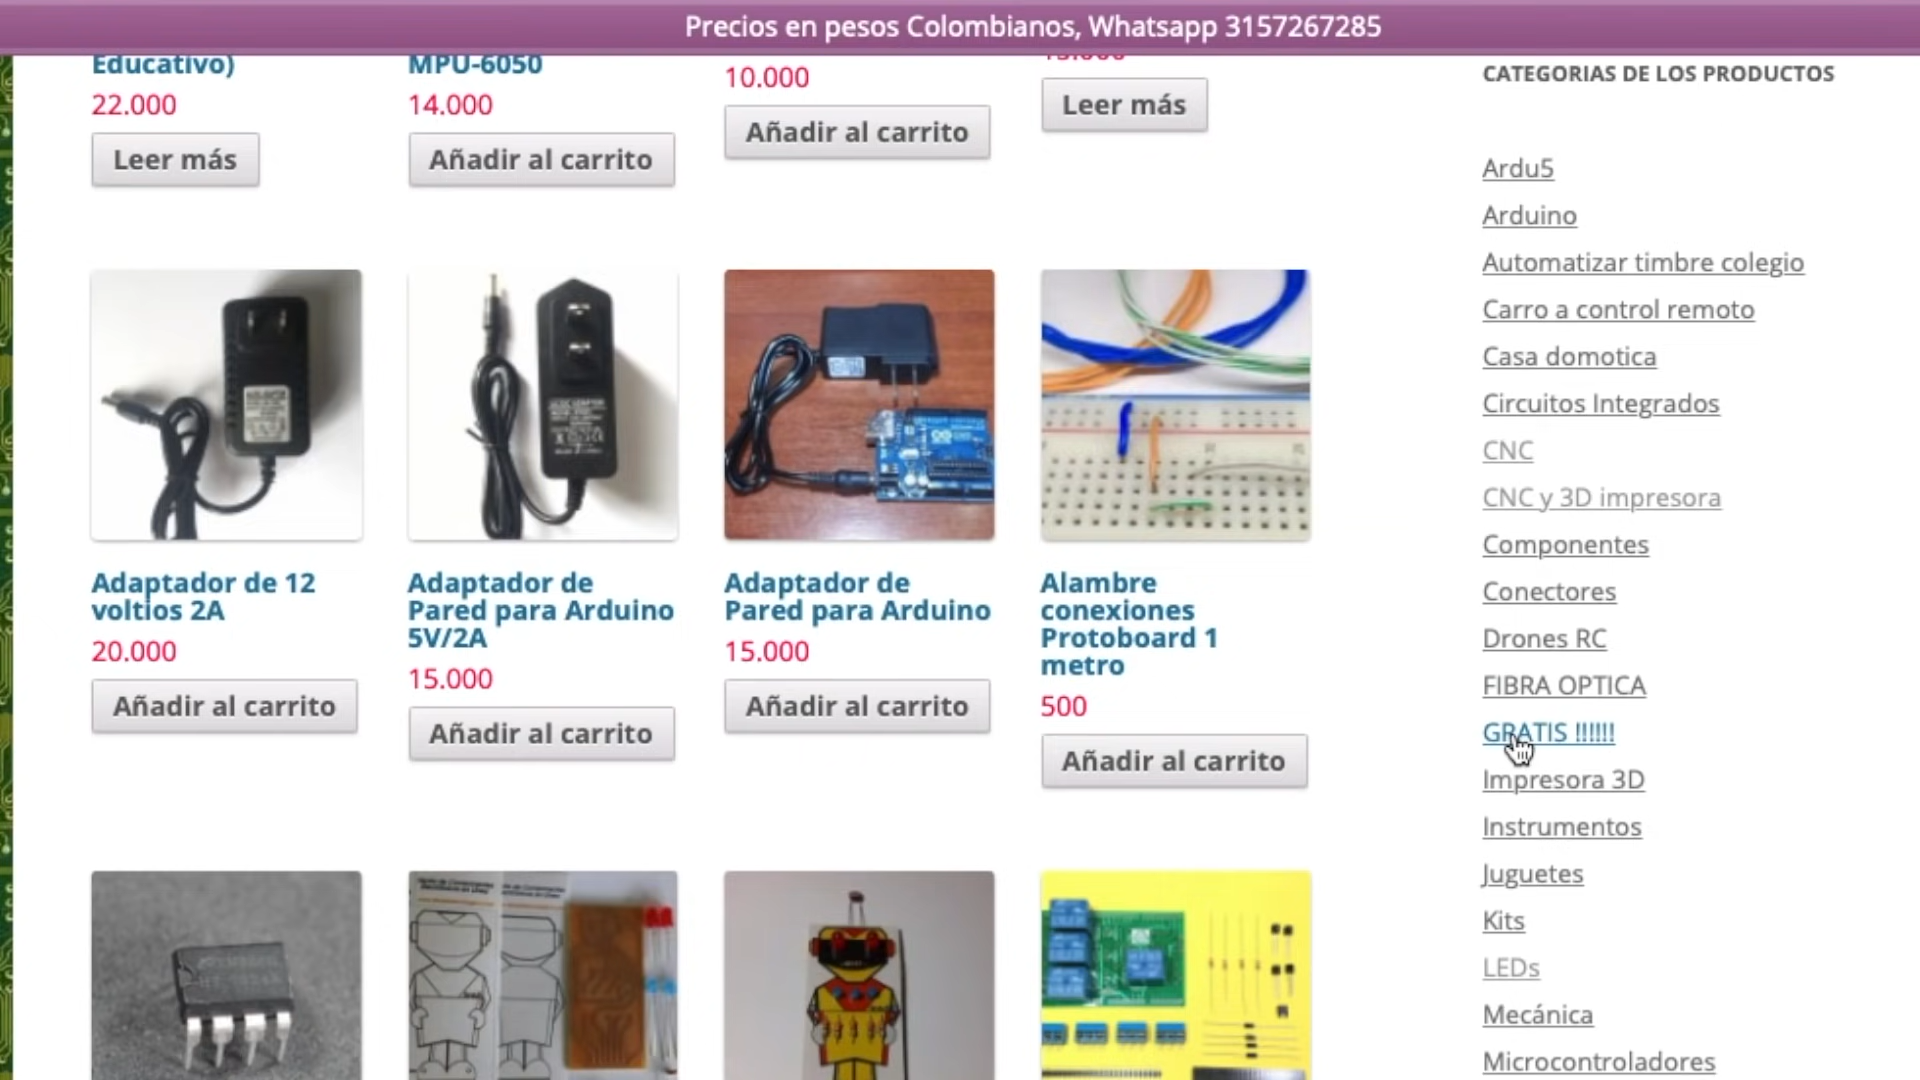 Precios en pesos Colombianos, Whatsapp 3157267285
Educativo)
22.000
Leer más
MPU-6050
14.000
Añadir al carrito
10.000
Añadir al carrito
Leer más
Adaptador de 12
voltios 2A
20.000
Añadir al carrito
Adaptador de
Pared para Arduino
5V/2A
15.000
Añadir al carrito
Adaptador de
Pared para Arduino
15.000
Añadir al carrito
Alambre
conexiones
Protoboard 1
metro
500
Añadir al carrito
CATEGORIAS DE LOS PRODUCTOS
Ardu5
Arduino
Automatizar timbre colegio
Carro a control remoto
Casa domotica
Circuitos Integrados
CNC
CNC y 3D impresora
Componentes
Conectores
Drones RC
FIBRA OPTICA
GRATIS !!!!!!
Impresora 3D
Instrumentos
Juguetes
Kits
LEDs
Mecánica
Microcontroladores